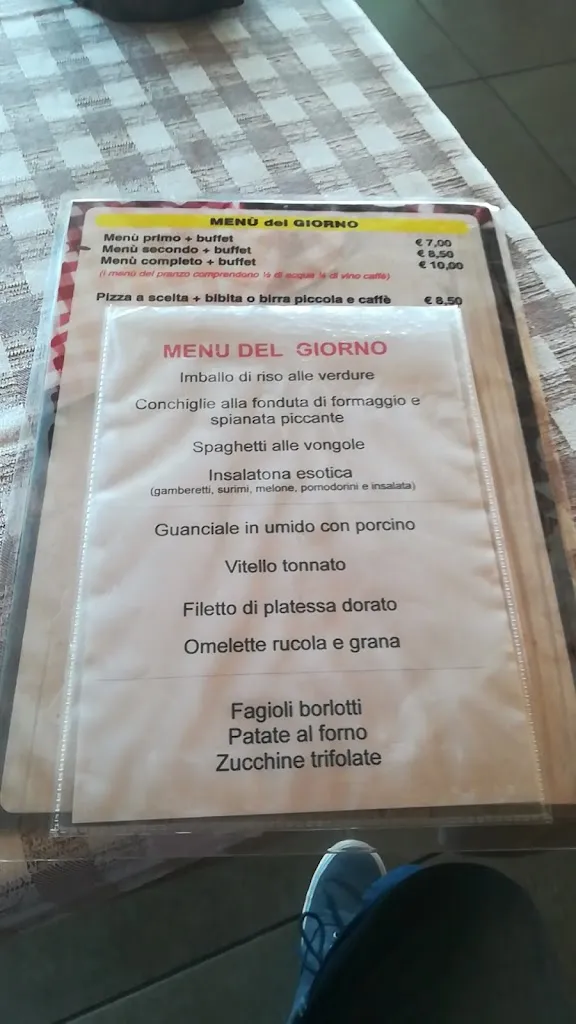 MENÙ del GIORNO
Menù primo + buffet € 7,00
Menù secondo + buffet € 8,50
Menù completo + buffet € 10,00
(i menù del pranzo comprendono ½ di acqua ¼ di vino caffè)
Pizza a scelta + bibita o birra piccola e caffè € 8,50
MENU DEL GIORNO
Imballo di riso alle verdure
Conchiglie alla fonduta di formaggio e
spianata piccante
Spaghetti alle vongole
Insalatona esotica
(gamberetti, surimi, melone, pomodorini e insalata)
Guanciale in umido con porcino
Vitello tonnato
Filetto di platessa dorato
Omelette rucola e grana
Fagioli borlotti
Patate al forno
Zucchine trifolate